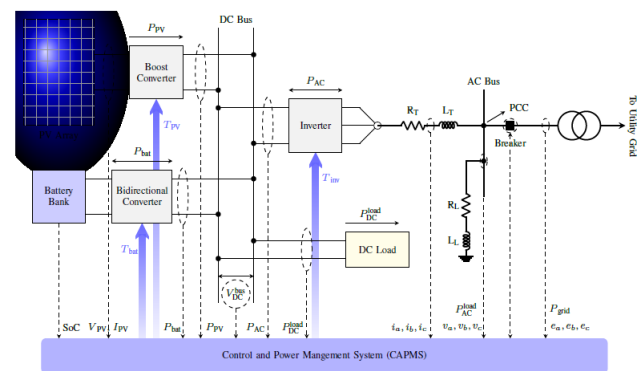 DC Bus
P_PV
Boost
Converter
P_AC
AC Bus
PCC
R_T
L_T
Inverter
Breaker
To Utility Grid
T_PV
P_bat
Battery
Bank
Bidirectional
Converter
T_inv
R_L
P_DC^load
T_bat
L_L
DC Load
V_DC^bus
SoC
V_PV
I_PV
P_bat
P_PV
P_AC
P_DC^load
i_a, i_b, i_c
P_AC^load
v_a, v_b, v_c
P_grid
e_a, e_b, e_c
Control and Power Mangement System (CAPMS)